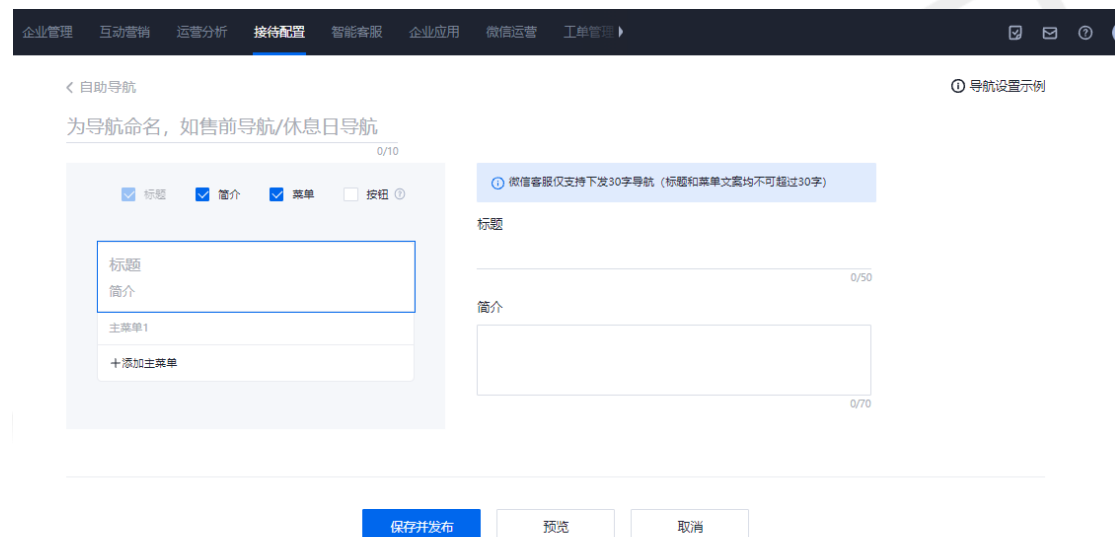 企业管理 互动营销 运营分析 接待配置 智能客服 企业应用 微信运营 工单管理
自助导航
导航设置示例
为导航命名，如售前导航/休息日导航
0/10
标题 简介 菜单 按钮
微信客服仅支持下发30字导航（标题和菜单文案均不可超过30字）
标题
0/50
标题
简介
简介
主菜单1
+添加主菜单
0/70
保存并发布 预览 取消